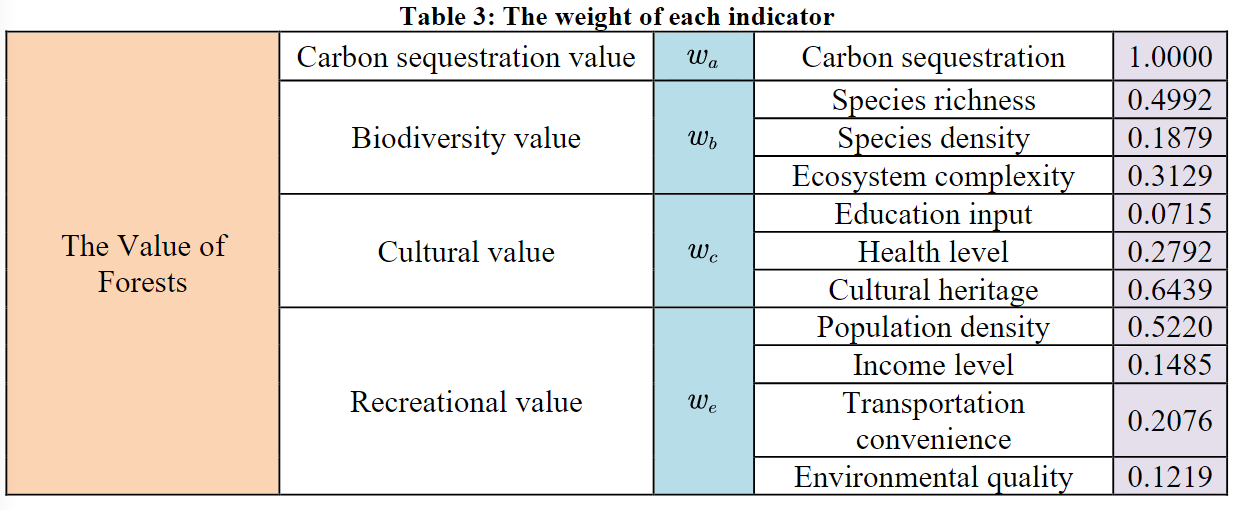 Table 3: The weight of each indicator
Carbon sequestration value w_a Carbon sequestration 1.0000
Species richness 0.4992
Biodiversity value w_b Species density 0.1879
Ecosystem complexity 0.3129
Education input 0.0715
The Value of
Forests
Cultural value w_c Health level 0.2792
Cultural heritage 0.6439
Population density 0.5220
Income level 0.1485
Recreational value w_e Transportation
convenience 0.2076
Environmental quality 0.1219